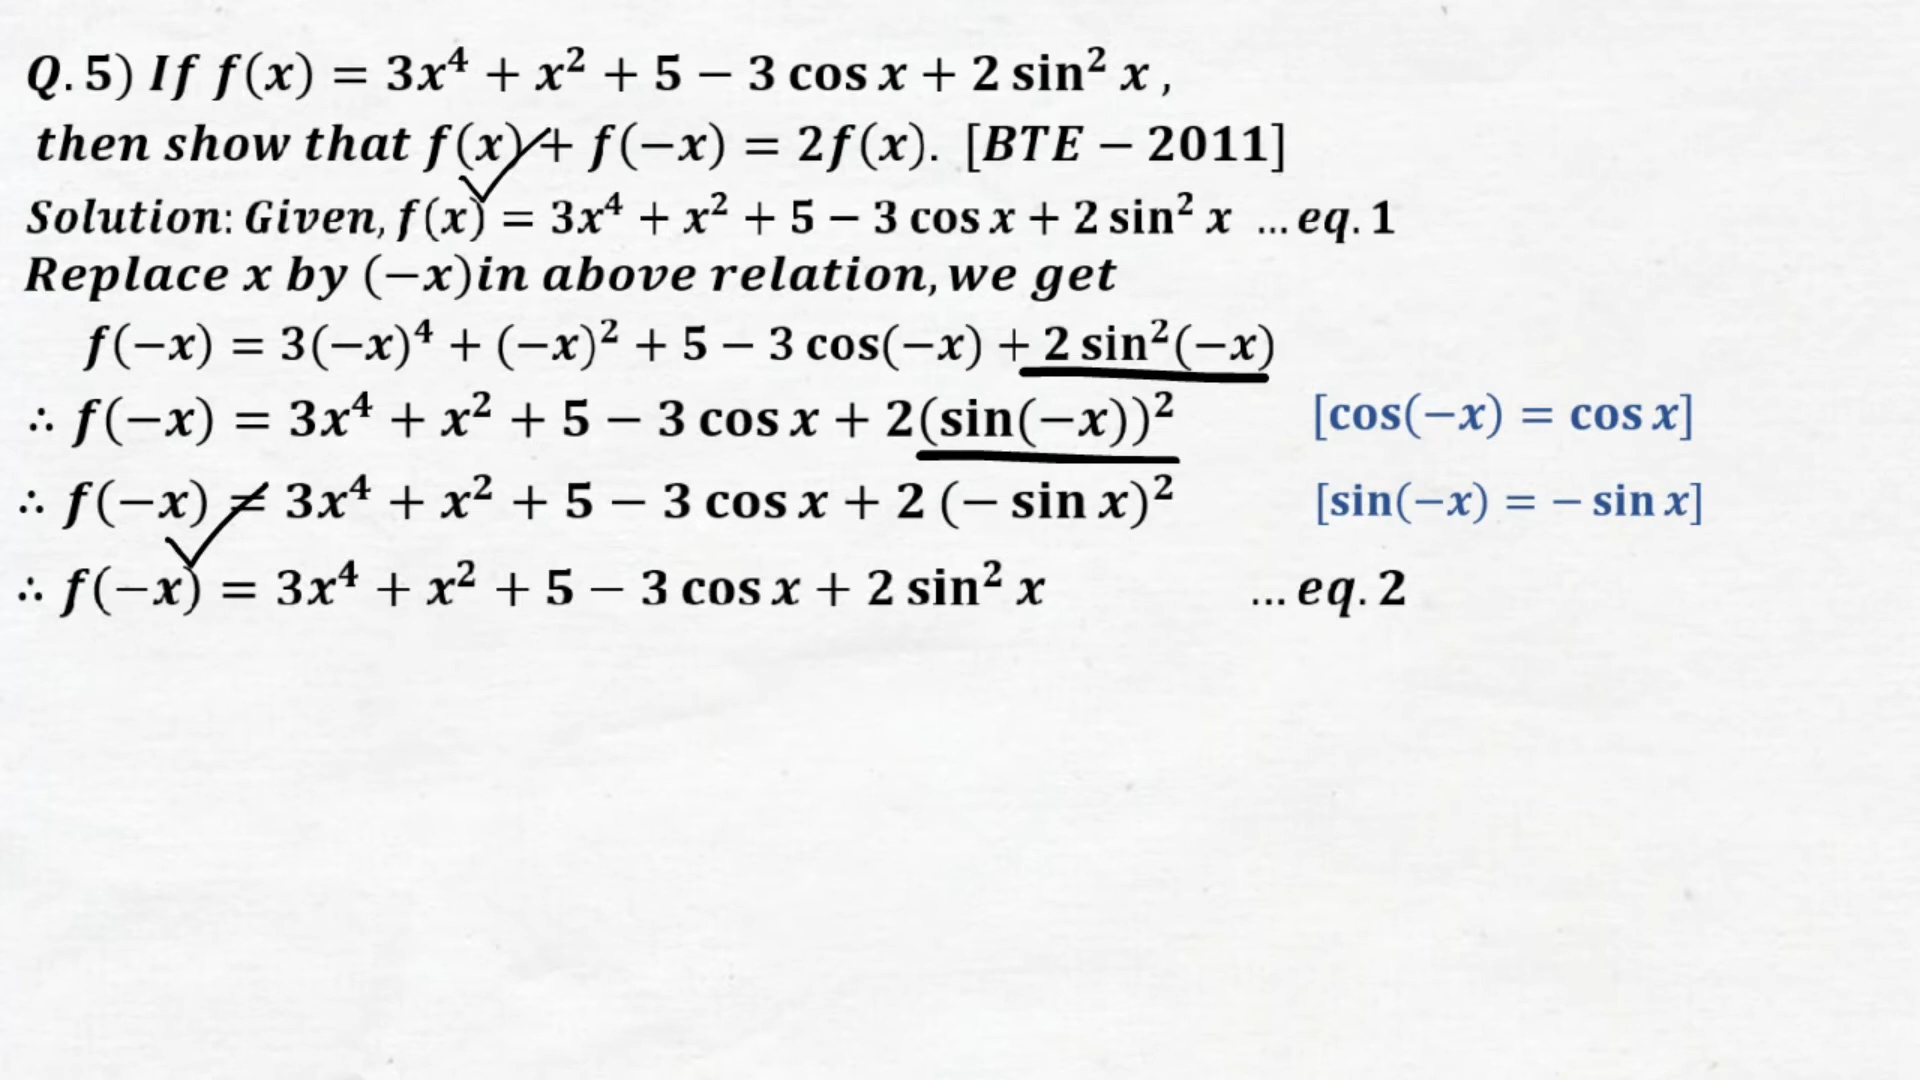 Q.5) If f(x) = 3x⁴ + x² + 5 − 3 cos x + 2 sin² x ,
then show that f(x) + f(−x) = 2f(x). [BTE − 2011]
Solution: Given, f(x) = 3x⁴ + x² + 5 − 3 cos x + 2 sin² x ... eq. 1
Replace x by (−x)in above relation, we get
f(−x) = 3(−x)⁴ + (−x)² + 5 − 3 cos(−x) + 2 sin²(−x)
∴ f(−x) = 3x⁴ + x² + 5 − 3 cos x + 2(sin(−x))² [cos(−x) = cos x]
∴ f(−x) = 3x⁴ + x² + 5 − 3 cos x + 2 (− sin x)² [sin(−x) = − sin x]
∴ f(−x) = 3x⁴ + x² + 5 − 3 cos x + 2 sin² x ... eq. 2